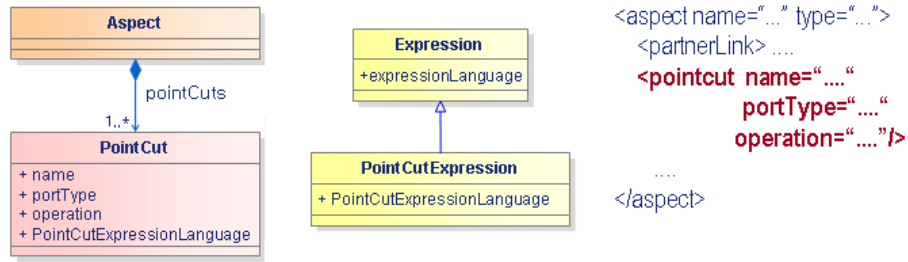 Aspect
pointCuts
1..*
PointCut
+ name
+ portType
+ operation
+ PointCutExpressionLanguage
Expression
+expressionLanguage
PointCutExpression
+ PointCutExpressionLanguage
<aspect name="..." type="...">
<partnerLink> ....
<pointcut name="...."
portType="...."
operation="...."/>
....
</aspect>